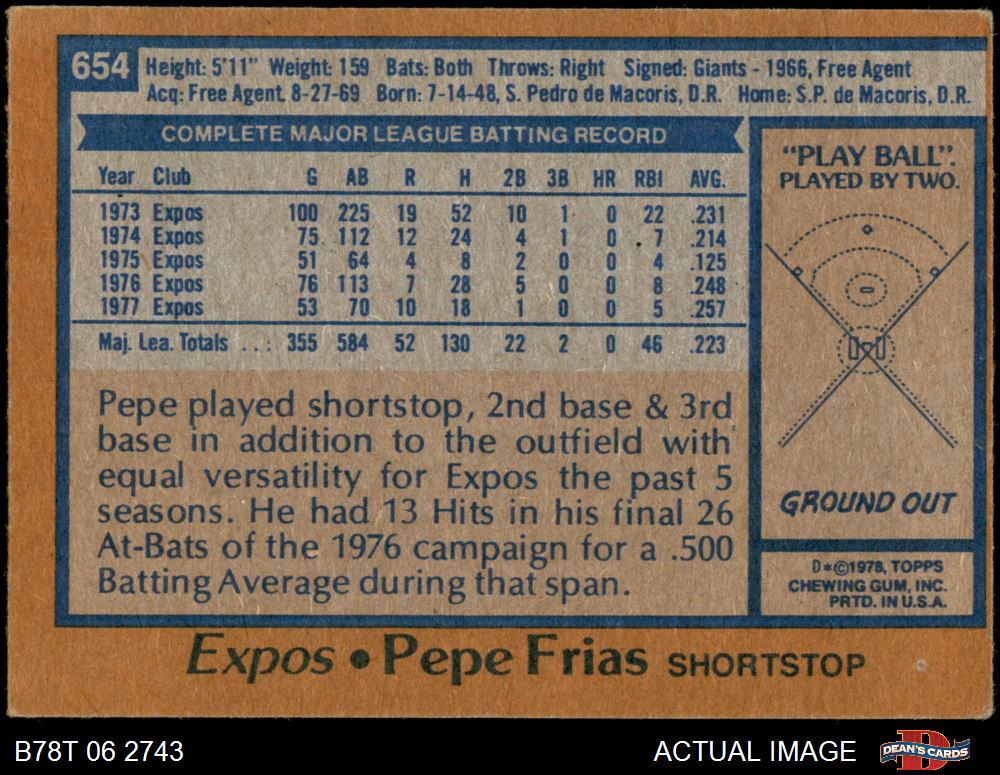 654
Height: 5'11" Weight: 159 Bats: Both Throws: Right Signed: Giants - 1966, Free Agent
Acq: Free Agent, 8-27-69 Born: 7-14-48, S. Pedro de Macoris, D.R. Home: S.P. de Macoris, D.R.
COMPLETE MAJOR LEAGUE BATTING RECORD
Year Club G AB R H 2B 3B HR RBI AVG.
1973 Expos 100 225 19 52 10 1 0 22 .231
1974 Expos 75 112 12 24 4 1 0 7 .214
1975 Expos 51 64 4 8 2 0 0 4 .125
1976 Expos 76 113 7 28 5 0 0 8 .248
1977 Expos 53 70 10 18 1 0 0 5 .257
Maj. Lea. Totals ... 355 584 52 130 22 2 0 46 .223
Pepe played shortstop, 2nd base & 3rd
base in addition to the outfield with
equal versatility for Expos the past 5
seasons. He had 13 Hits in his final 26
At-Bats of the 1976 campaign for a .500
Batting Average during that span.
"PLAY BALL".
PLAYED BY TWO.
GROUND OUT
D*©1978, TOPPS
CHEWING GUM, INC.
PRTD. IN U.S.A.
Expos • Pepe Frias SHORTSTOP
B78T 06 2743
ACTUAL IMAGE
D
DEAN'S CARDS